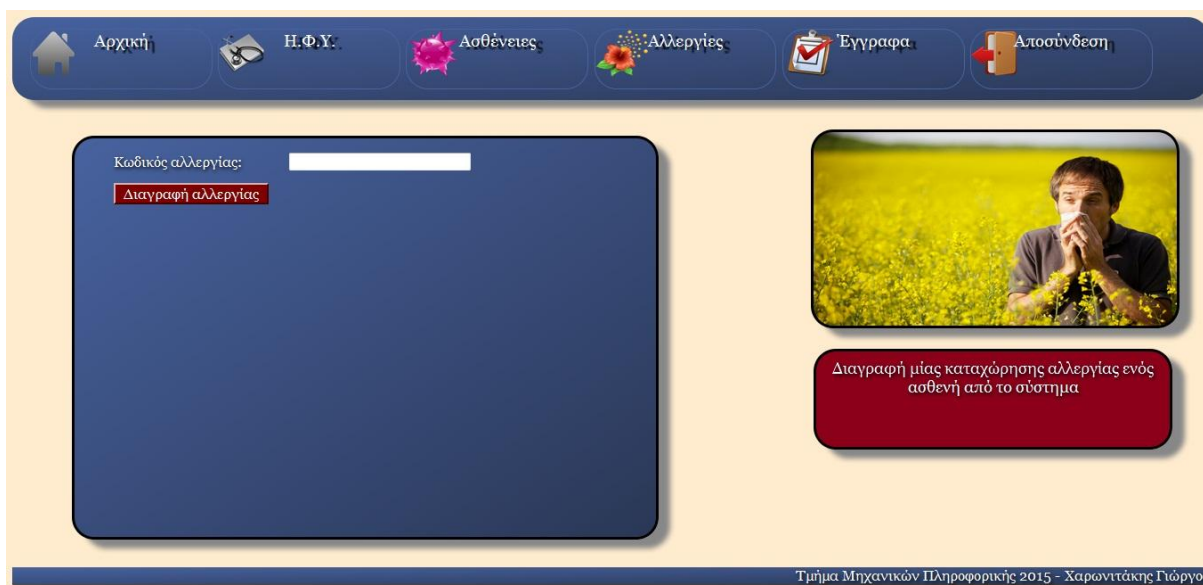 Αρχική
Η.Φ.Υ.
Ασθένειες
Αλλεργίες
Έγγραφα
Αποσύνδεση
Κωδικός αλλεργίας:
Διαγραφή αλλεργίας
Διαγραφή μίας καταχώρησης αλλεργίας ενός
ασθενή από το σύστημα
Τμήμα Μηχανικών Πληροφορικής 2015 - Χαρωνιτάκης Γιώργο